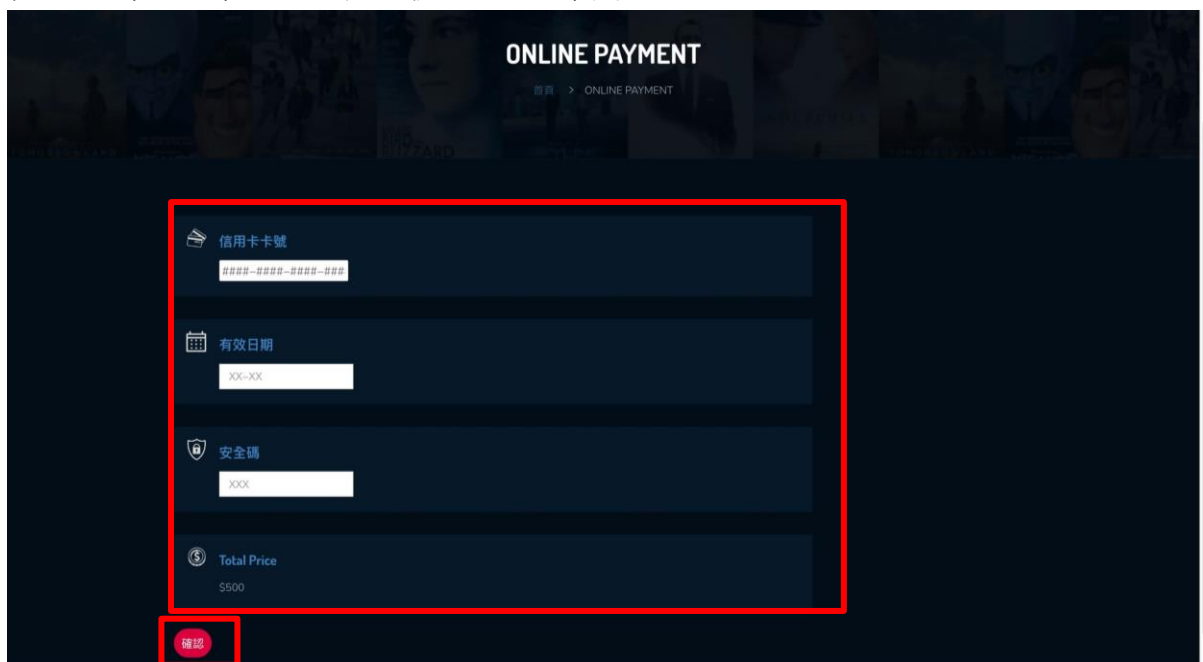 ONLINE PAYMENT
首頁 > ONLINE PAYMENT
信用卡卡號
####-####-####-###
有效日期
XX-XX
安全碼
XXX
Total Price
$500
確認